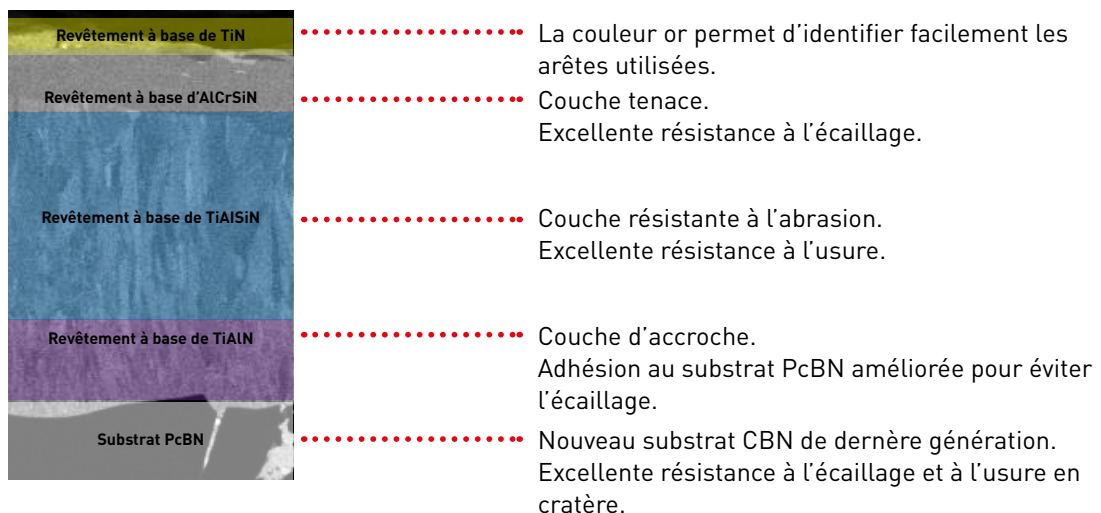 Revêtement à base de TiN
La couleur or permet d’identifier facilement les
arêtes utilisées.
Revêtement à base d’AlCrSiN
Couche tenace.
Excellente résistance à l’écaillage.
Revêtement à base de TiAlSiN
Couche résistante à l’abrasion.
Excellente résistance à l’usure.
Revêtement à base de TiAlN
Couche d’accroche.
Adhésion au substrat PcBN améliorée pour éviter
l’écaillage.
Substrat PcBN
Nouveau substrat CBN de dernère génération.
Excellente résistance à l’écaillage et à l’usure en
cratère.